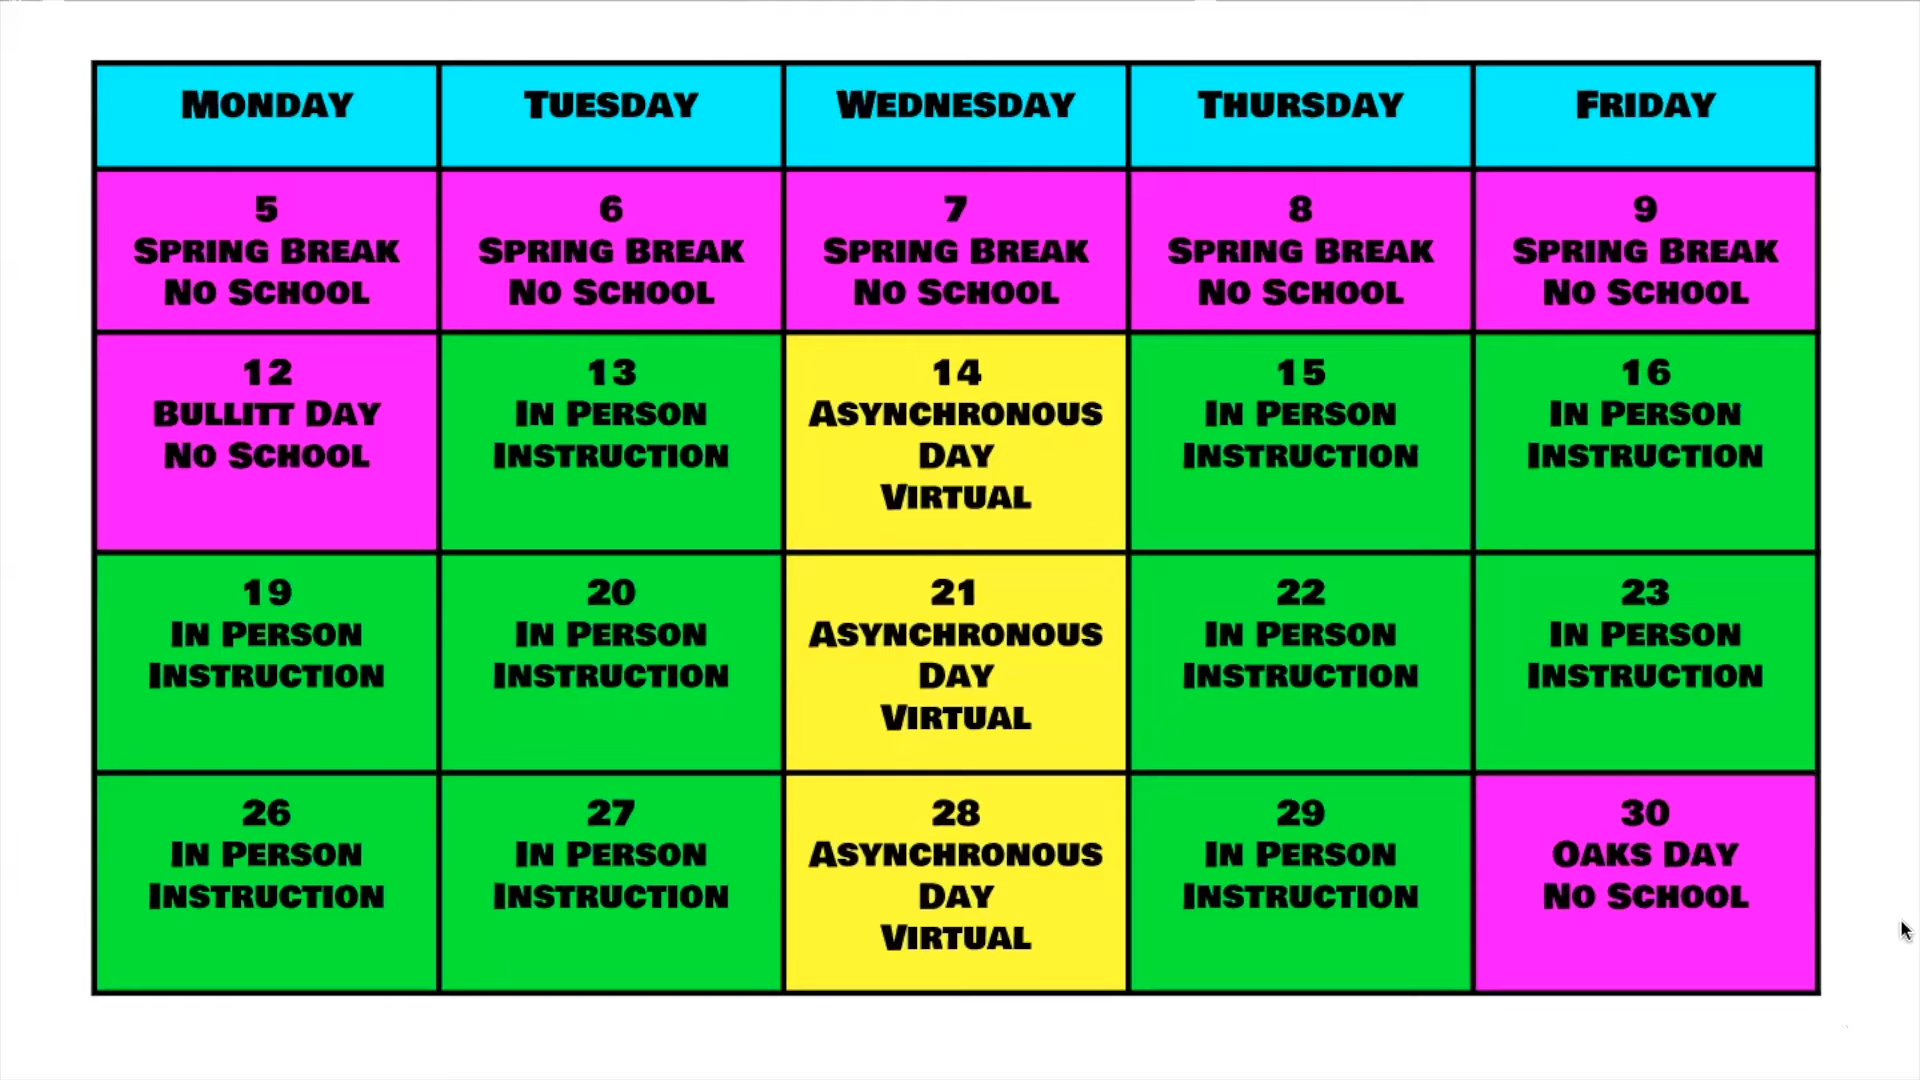 Monday
Tuesday
Wednesday
Thursday
Friday
5
Spring Break
No School
6
Spring Break
No School
7
Spring Break
No School
8
Spring Break
No School
9
Spring Break
No School
12
Bullitt Day
No School
13
In Person
Instruction
14
Asynchronous
Day
Virtual
15
In Person
Instruction
16
In Person
Instruction
19
In Person
Instruction
20
In Person
Instruction
21
Asynchronous
Day
Virtual
22
In Person
Instruction
23
In Person
Instruction
26
In Person
Instruction
27
In Person
Instruction
28
Asynchronous
Day
Virtual
29
In Person
Instruction
30
Oaks Day
No School